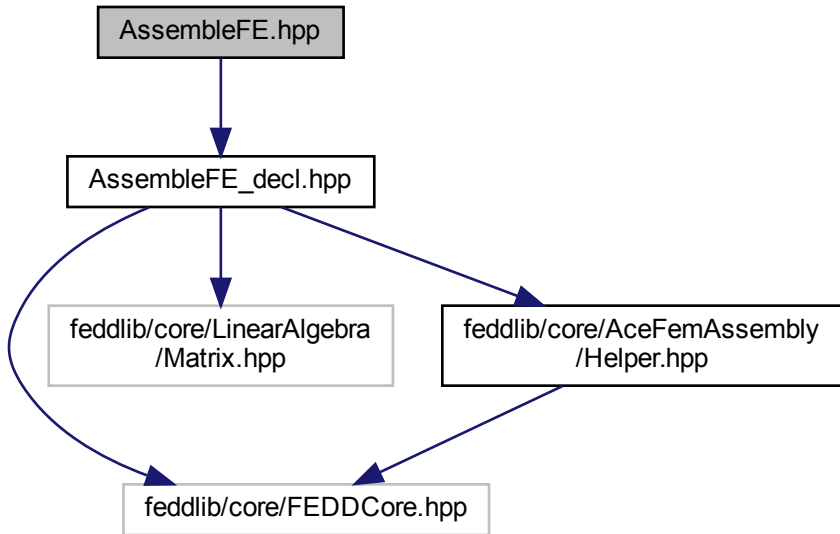 AssembleFE.hpp
AssembleFE_decl.hpp
feddlib/core/LinearAlgebra
/Matrix.hpp
feddlib/core/AceFemAssembly
/Helper.hpp
feddlib/core/FEDDCore.hpp